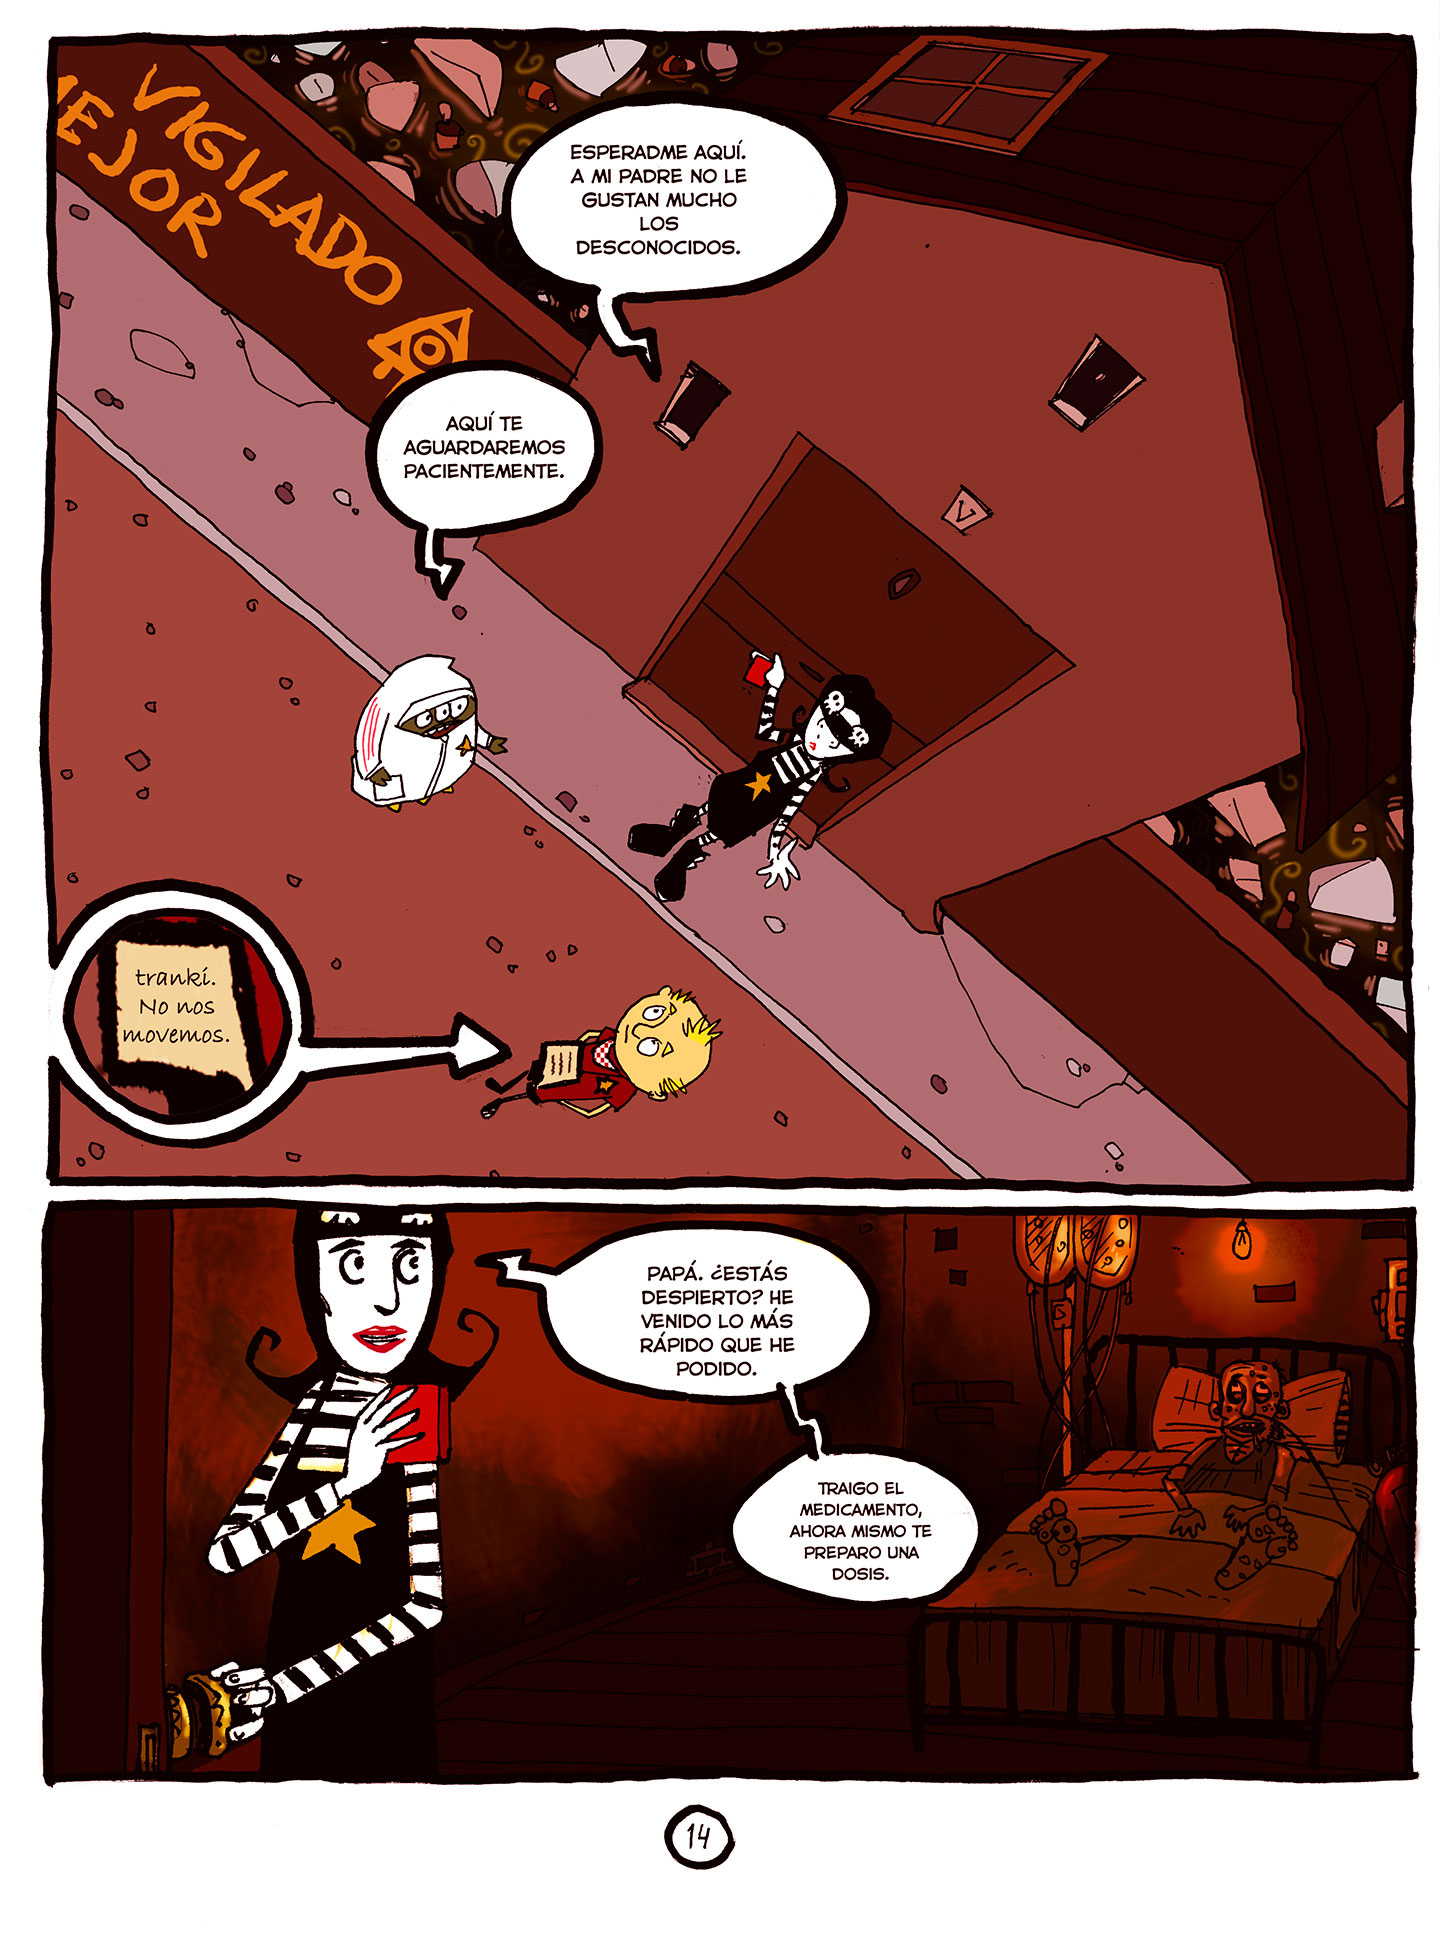 VIGILADO
MEJOR
ESPERADME AQUÍ.
A MI PADRE NO LE
GUSTAN MUCHO
LOS
DESCONOCIDOS.
AQUÍ TE
AGUARDAREMOS
PACIENTEMENTE.
V
tranki.
No nos
movemos.
PAPÁ. ¿ESTÁS
DESPIERTO? HE
VENIDO LO MÁS
RÁPIDO QUE HE
PODIDO.
TRAIGO EL
MEDICAMENTO,
AHORA MISMO TE
PREPARO UNA
DOSIS.
14